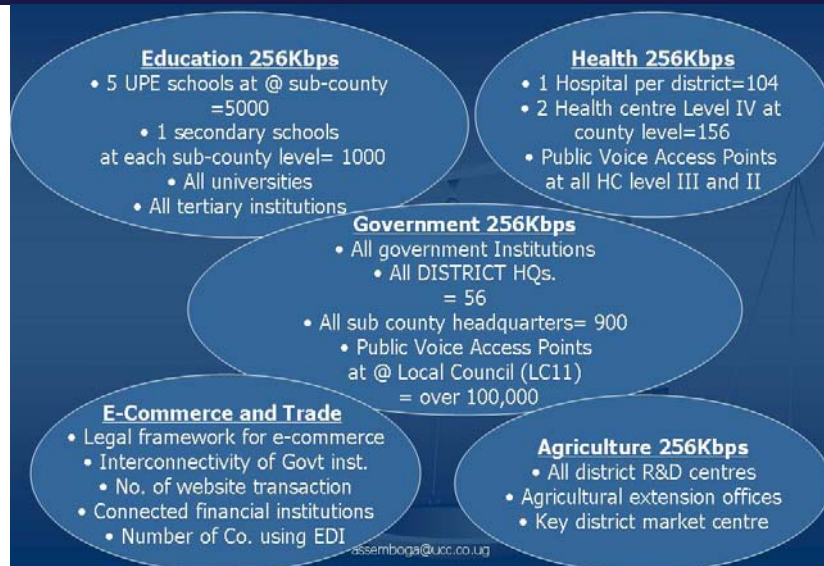 Education 256Kbps
• 5 UPE schools at @ sub-county
=5000
• 1 secondary schools
at each sub-county level= 1000
• All universities
• All tertiary institutions
Health 256Kbps
• 1 Hospital per district=104
• 2 Health centre Level IV at
county level=156
• Public Voice Access Points
at all HC level III and II
Government 256Kbps
• All government Institutions
• All DISTRICT HQs.
= 56
• All sub county headquarters= 900
• Public Voice Access Points
at @ Local Council (LC11)
= over 100,000
E-Commerce and Trade
• Legal framework for e-commerce
• Interconnectivity of Govt inst.
• No. of website transaction
• Connected financial institutions
• Number of Co. using EDI
Agriculture 256Kbps
• All district R&D centres
• Agricultural extension offices
• Key district market centre
assemboga@ucc.co.ug